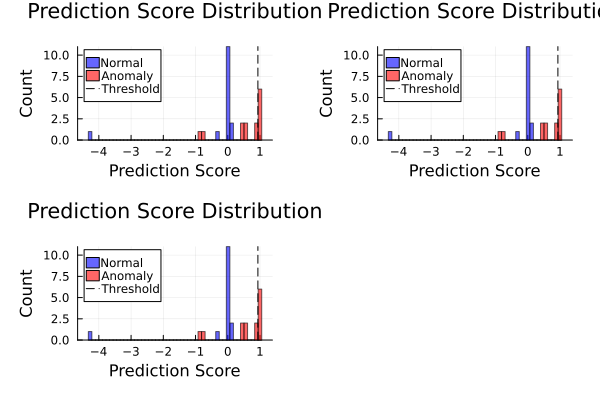 Prediction Score Distribution
10.0
7.5
5.0
2.5
0.0
Count
Normal
Anomaly
Threshold
−4 −3 −2 −1 0 1
Prediction Score
Prediction Score Distributio
10.0
7.5
5.0
2.5
0.0
Count
Normal
Anomaly
Threshold
−4 −3 −2 −1 0 1
Prediction Score
Prediction Score Distribution
10.0
7.5
5.0
2.5
0.0
Count
Normal
Anomaly
Threshold
−4 −3 −2 −1 0 1
Prediction Score